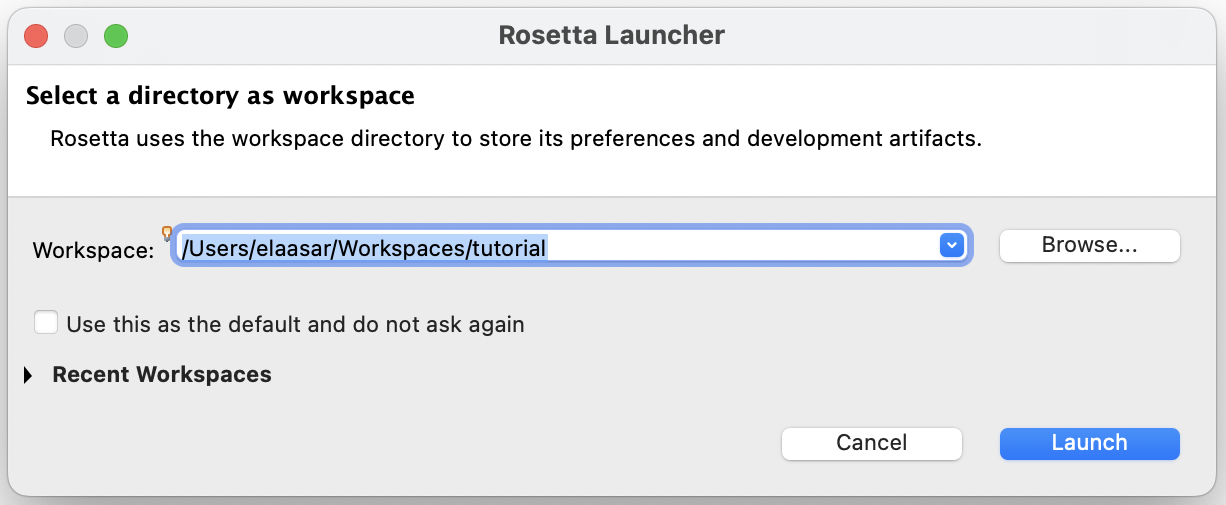 Rosetta Launcher
Select a directory as workspace
Rosetta uses the workspace directory to store its preferences and development artifacts.
Workspace: /Users/elaasar/Workspaces/tutorial Browse...
Use this as the default and do not ask again
Recent Workspaces
Cancel Launch